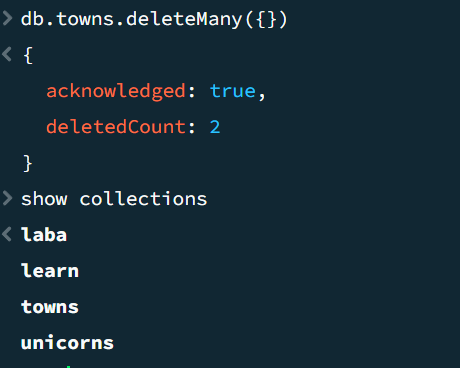 > db.towns.deleteMany({})
< {
acknowledged: true,
deletedCount: 2
}
> show collections
< laba
learn
towns
unicorns